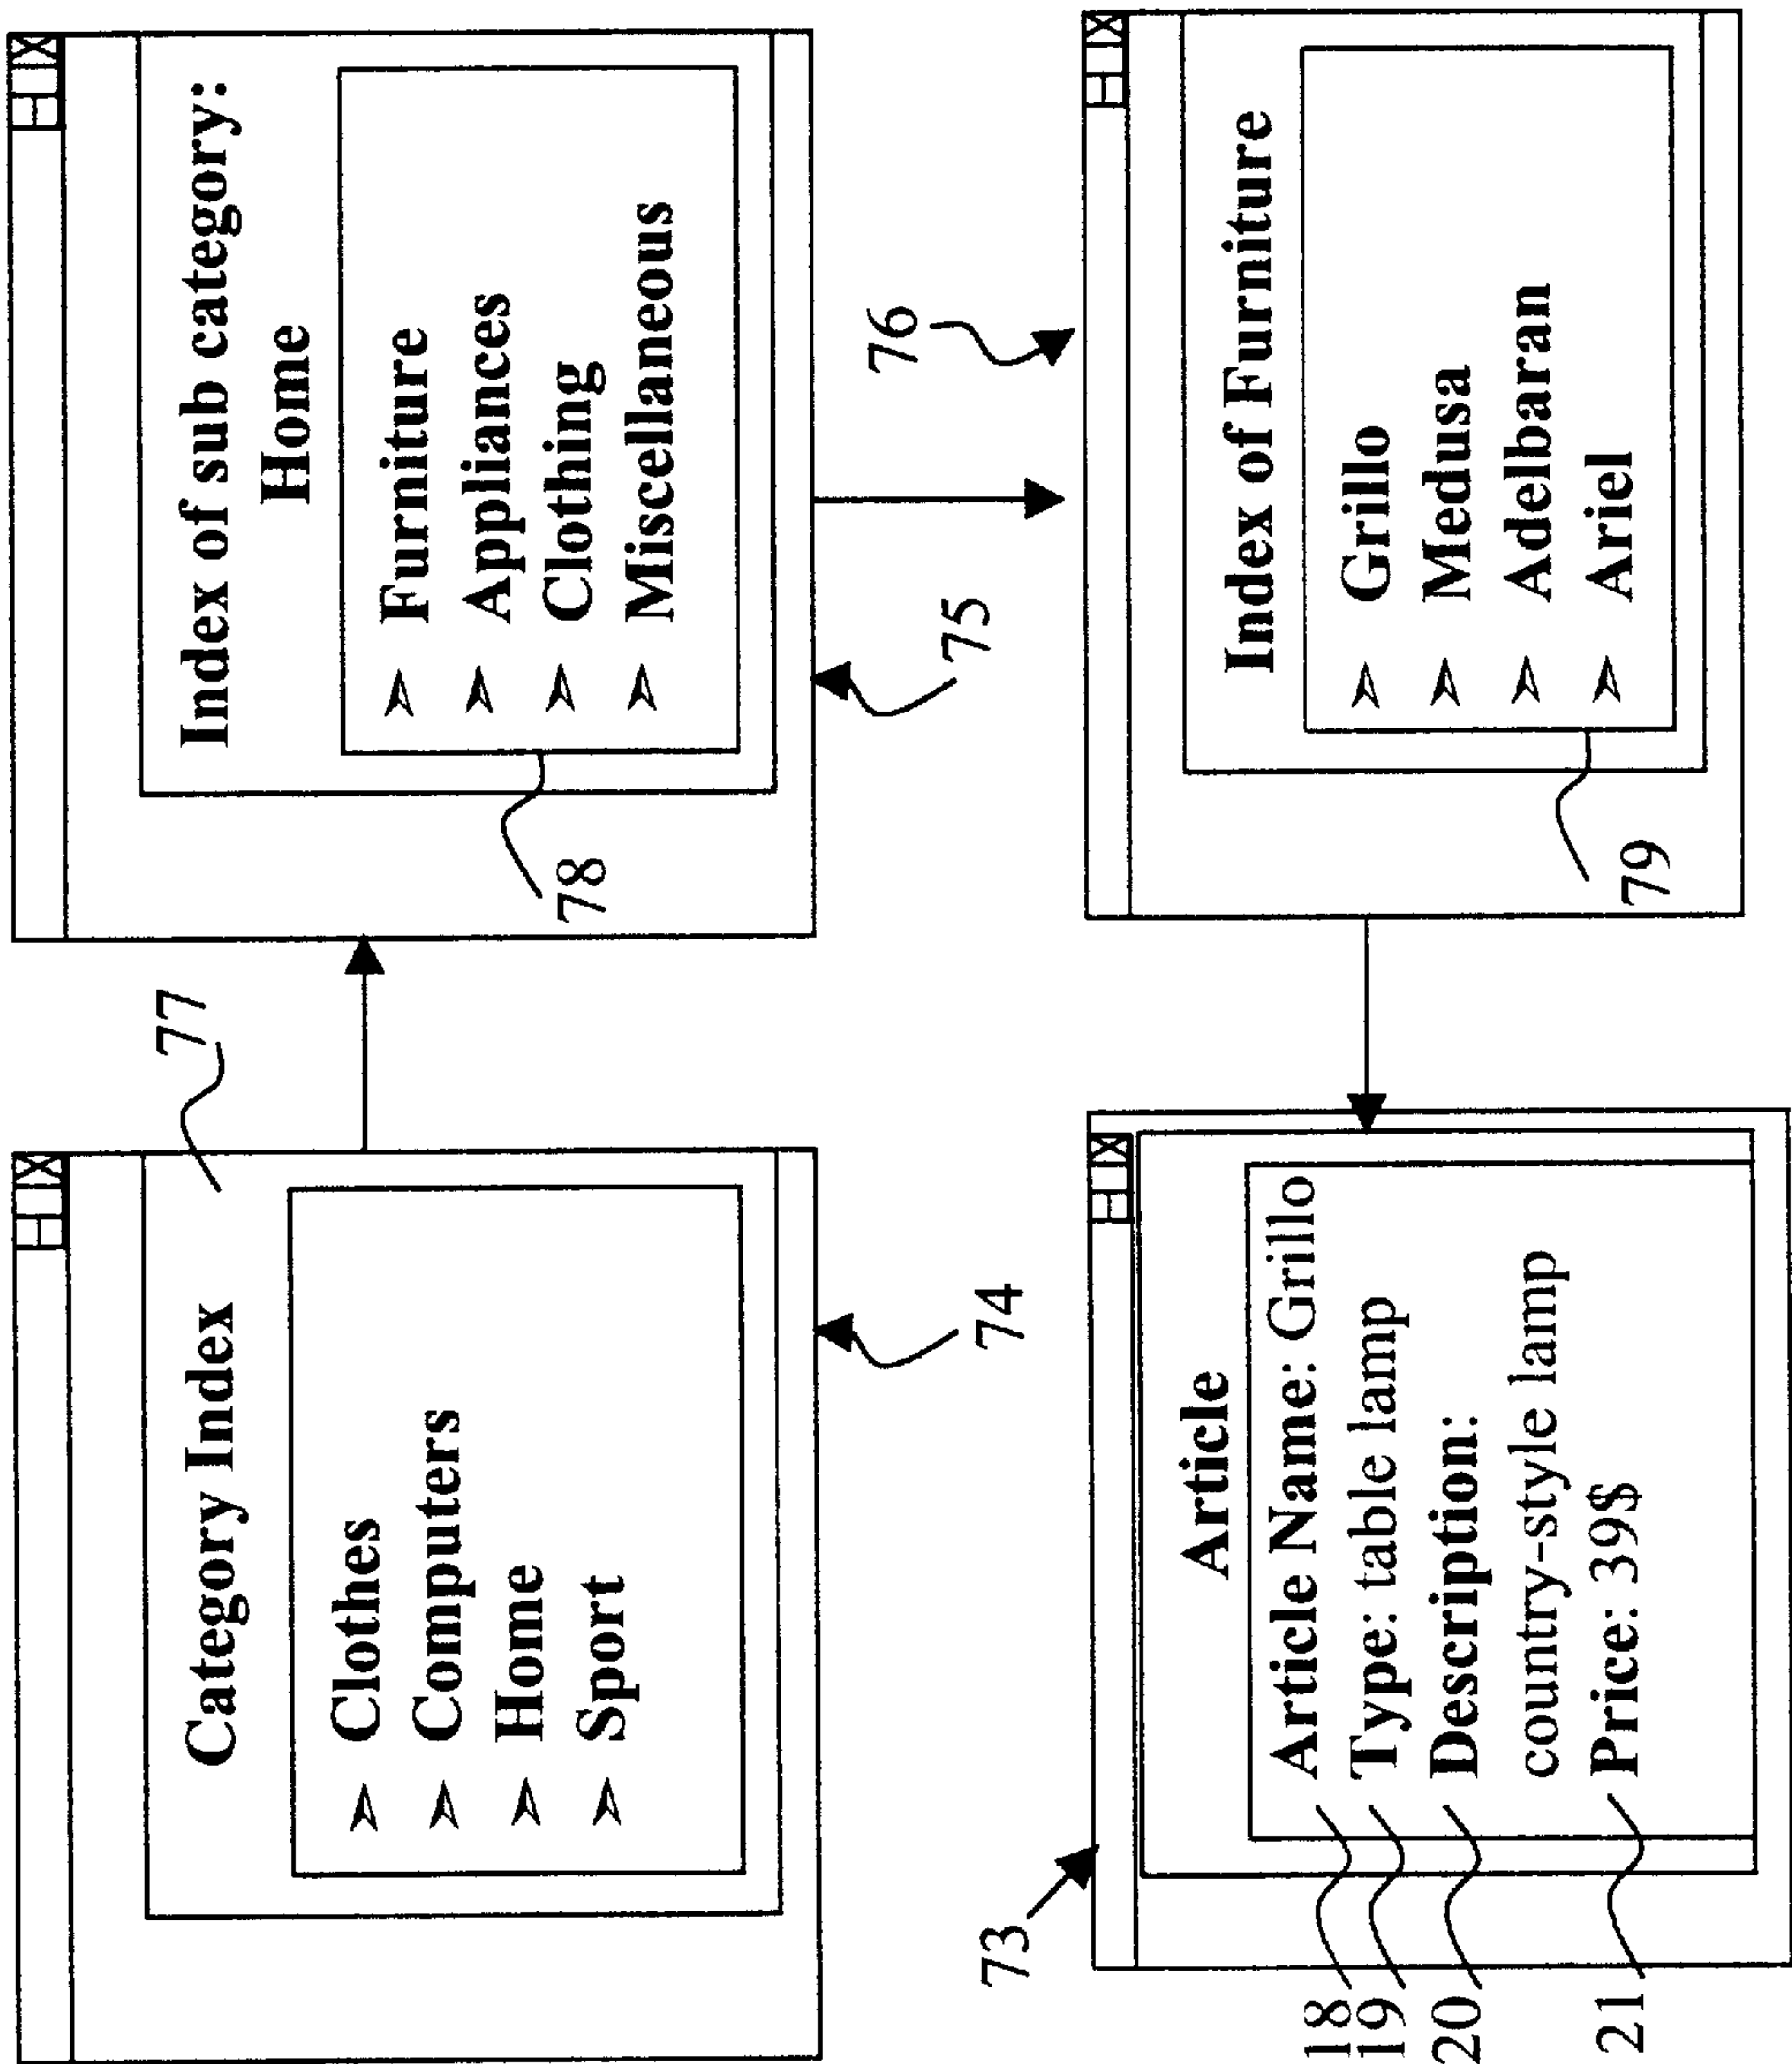 77
Category Index
Clothes
Computers
Home
Sport
74
Index of sub category:
Home
Furniture
Appliances
Clothing
Miscellaneous
78
75
76
Index of Furniture
Grillo
Medusa
Adelbaran
Ariel
79
73
Article
18 Article Name: Grillo
19 Type: table lamp
20 Description:
country-style lamp
21 Price: 39$